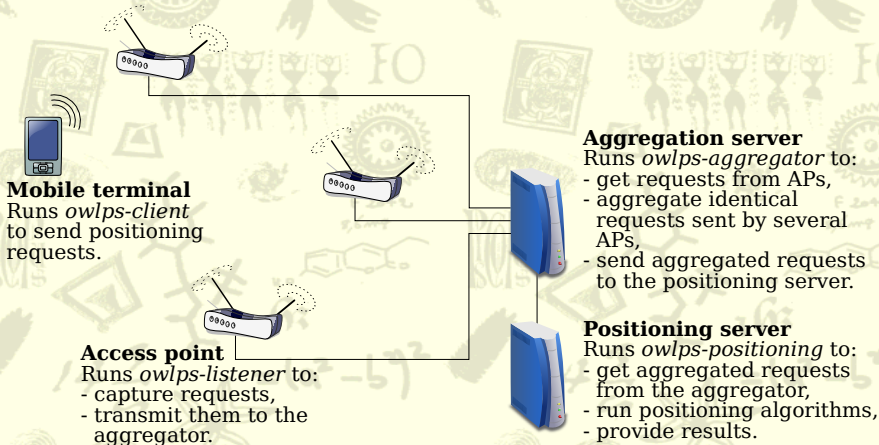 Mobile terminal
Runs owlps-client
to send positioning
requests.
Access point
Runs owlps-listener to:
- capture requests,
- transmit them to the
aggregator.
Aggregation server
Runs owlps-aggregator to:
- get requests from APs,
- aggregate identical
requests sent by several
APs,
- send aggregated requests
to the positioning server.
Positioning server
Runs owlps-positioning to:
- get aggregated requests
from the aggregator,
- run positioning algorithms,
- provide results.